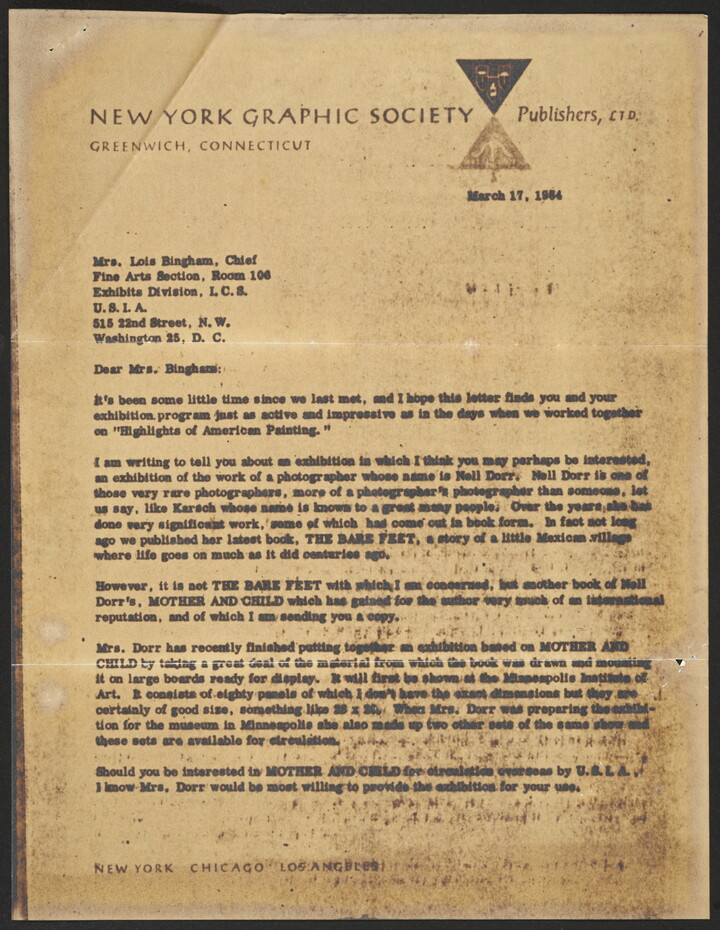 NEW YORK GRAPHIC SOCIETY Publishers, LTD.
GREENWICH, CONNECTICUT
March 17, 1954
Mrs. Lois Bingham, Chief
Fine Arts Section, Room 106
Exhibits Division, I.C.S.
U.S.I.A.
515 22nd Street, N.W.
Washington 25, D. C.
Dear Mrs. Bingham:
It's been some little time since we last met, and I hope this letter finds you and your
exhibition program just as active and impressive as in the days when we worked together
on "Highlights of American Painting."
I am writing to tell you about an exhibition in which I think you may perhaps be interested,
an exhibition of the work of a photographer whose name is Nell Dorr. Nell Dorr is one of
those very rare photographers, more of a photographer's photographer than someone, let
us say, like Karsch whose name is known to a great many people. Over the years she has
done very significant work, some of which has come out in book form. In fact not long
ago we published her latest book, THE BARE FEET, a story of a little Mexican village
where life goes on much as it did centuries ago.
However, it is not THE BARE FEET with which I am concerned, but another book of Nell
Dorr's, MOTHER AND CHILD which has gained for the author very much of an international
reputation, and of which I am sending you a copy.
Mrs. Dorr has recently finished putting together an exhibition based on MOTHER AND
CHILD by taking a great deal of the material from which the book was drawn and mounting
it on large boards ready for display. It will first be shown at the Minneapolis Institute of
Art. It consists of eighty panels of which I don't have the exact dimensions but they are
certainly of good size, something like 28 x 20. When Mrs. Dorr was preparing the exhibi-
tion for the museum in Minneapolis she also made up two other sets of the same show and
these sets are available for circulation.
Should you be interested in MOTHER AND CHILD for circulation overseas by U.S.I.A.,
I know Mrs. Dorr would be most willing to provide the exhibition for your use.
NEW YORK CHICAGO LOS ANGELES